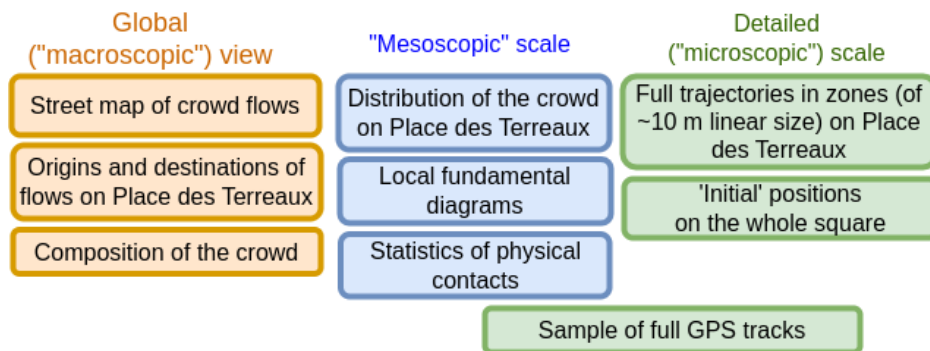 Global
("macroscopic") view
Street map of crowd flows
Origins and destinations of
flows on Place des Terreaux
Composition of the crowd
"Mesoscopic" scale
Distribution of the crowd
on Place des Terreaux
Local fundamental
diagrams
Statistics of physical
contacts
Detailed
("microscopic") scale
Full trajectories in zones (of
~10 m linear size) on Place
des Terreaux
'Initial' positions
on the whole square
Sample of full GPS tracks